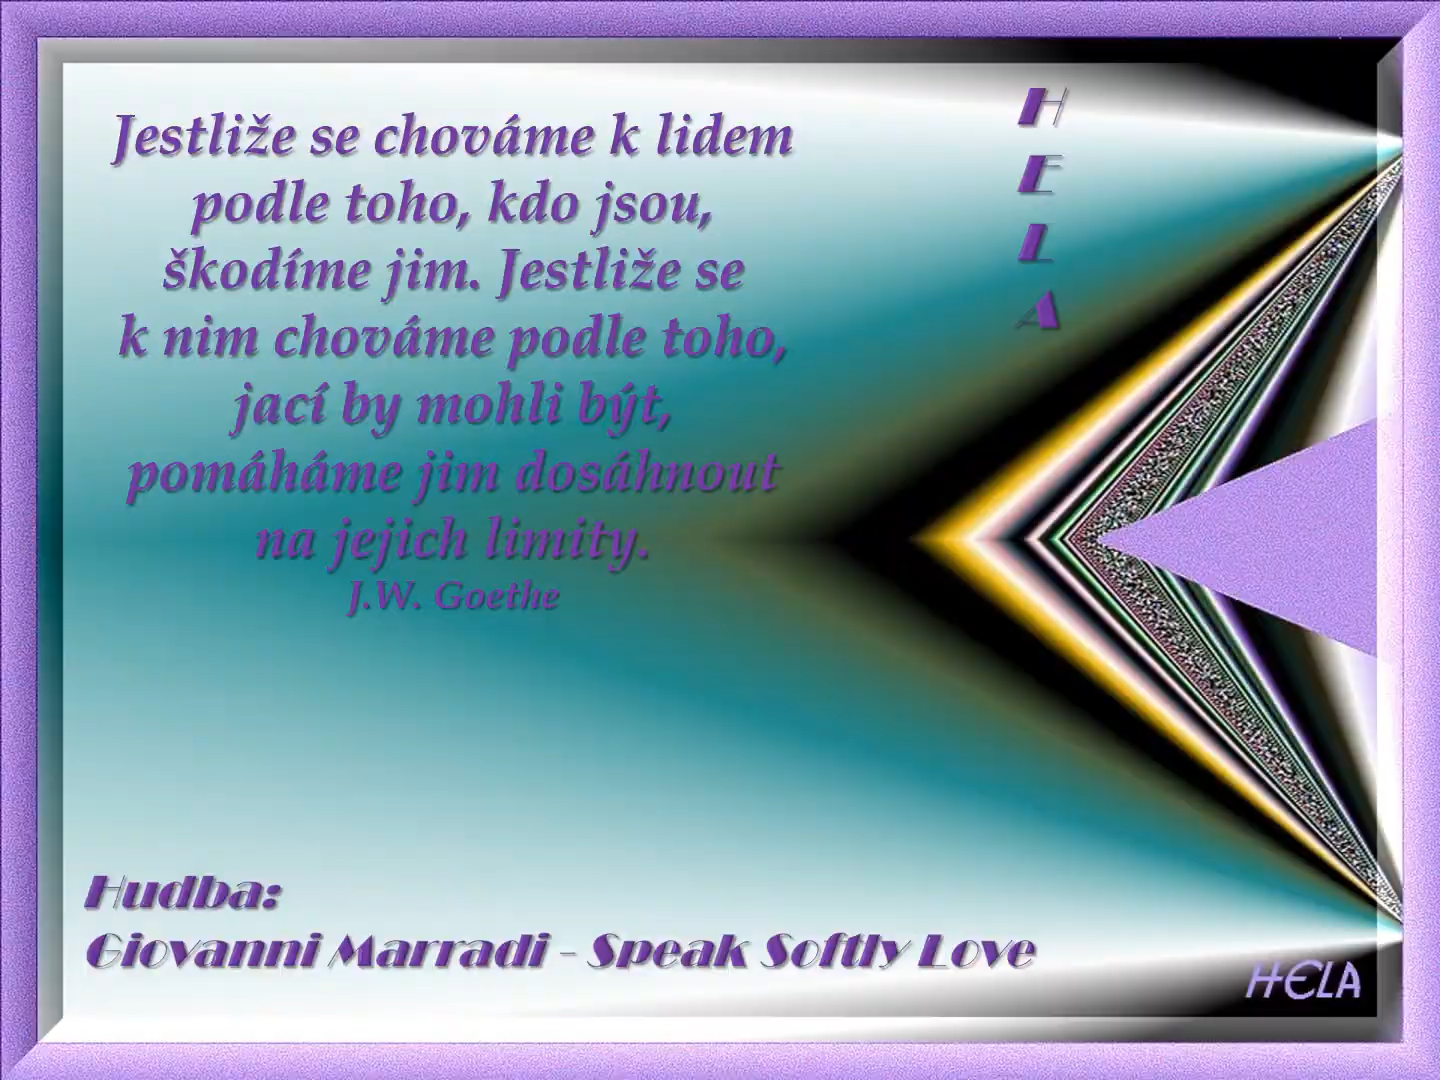 Jestliže se chováme k lidem
podle toho, kdo jsou,
škodíme jim. Jestliže se
k nim chováme podle toho,
jací by mohli být,
pomáháme jim dosáhnout
na jejich limity.
J.W. Goethe
H
E
L
A
Hudba:
Giovanni Marradi - Speak Softly Love
HELA